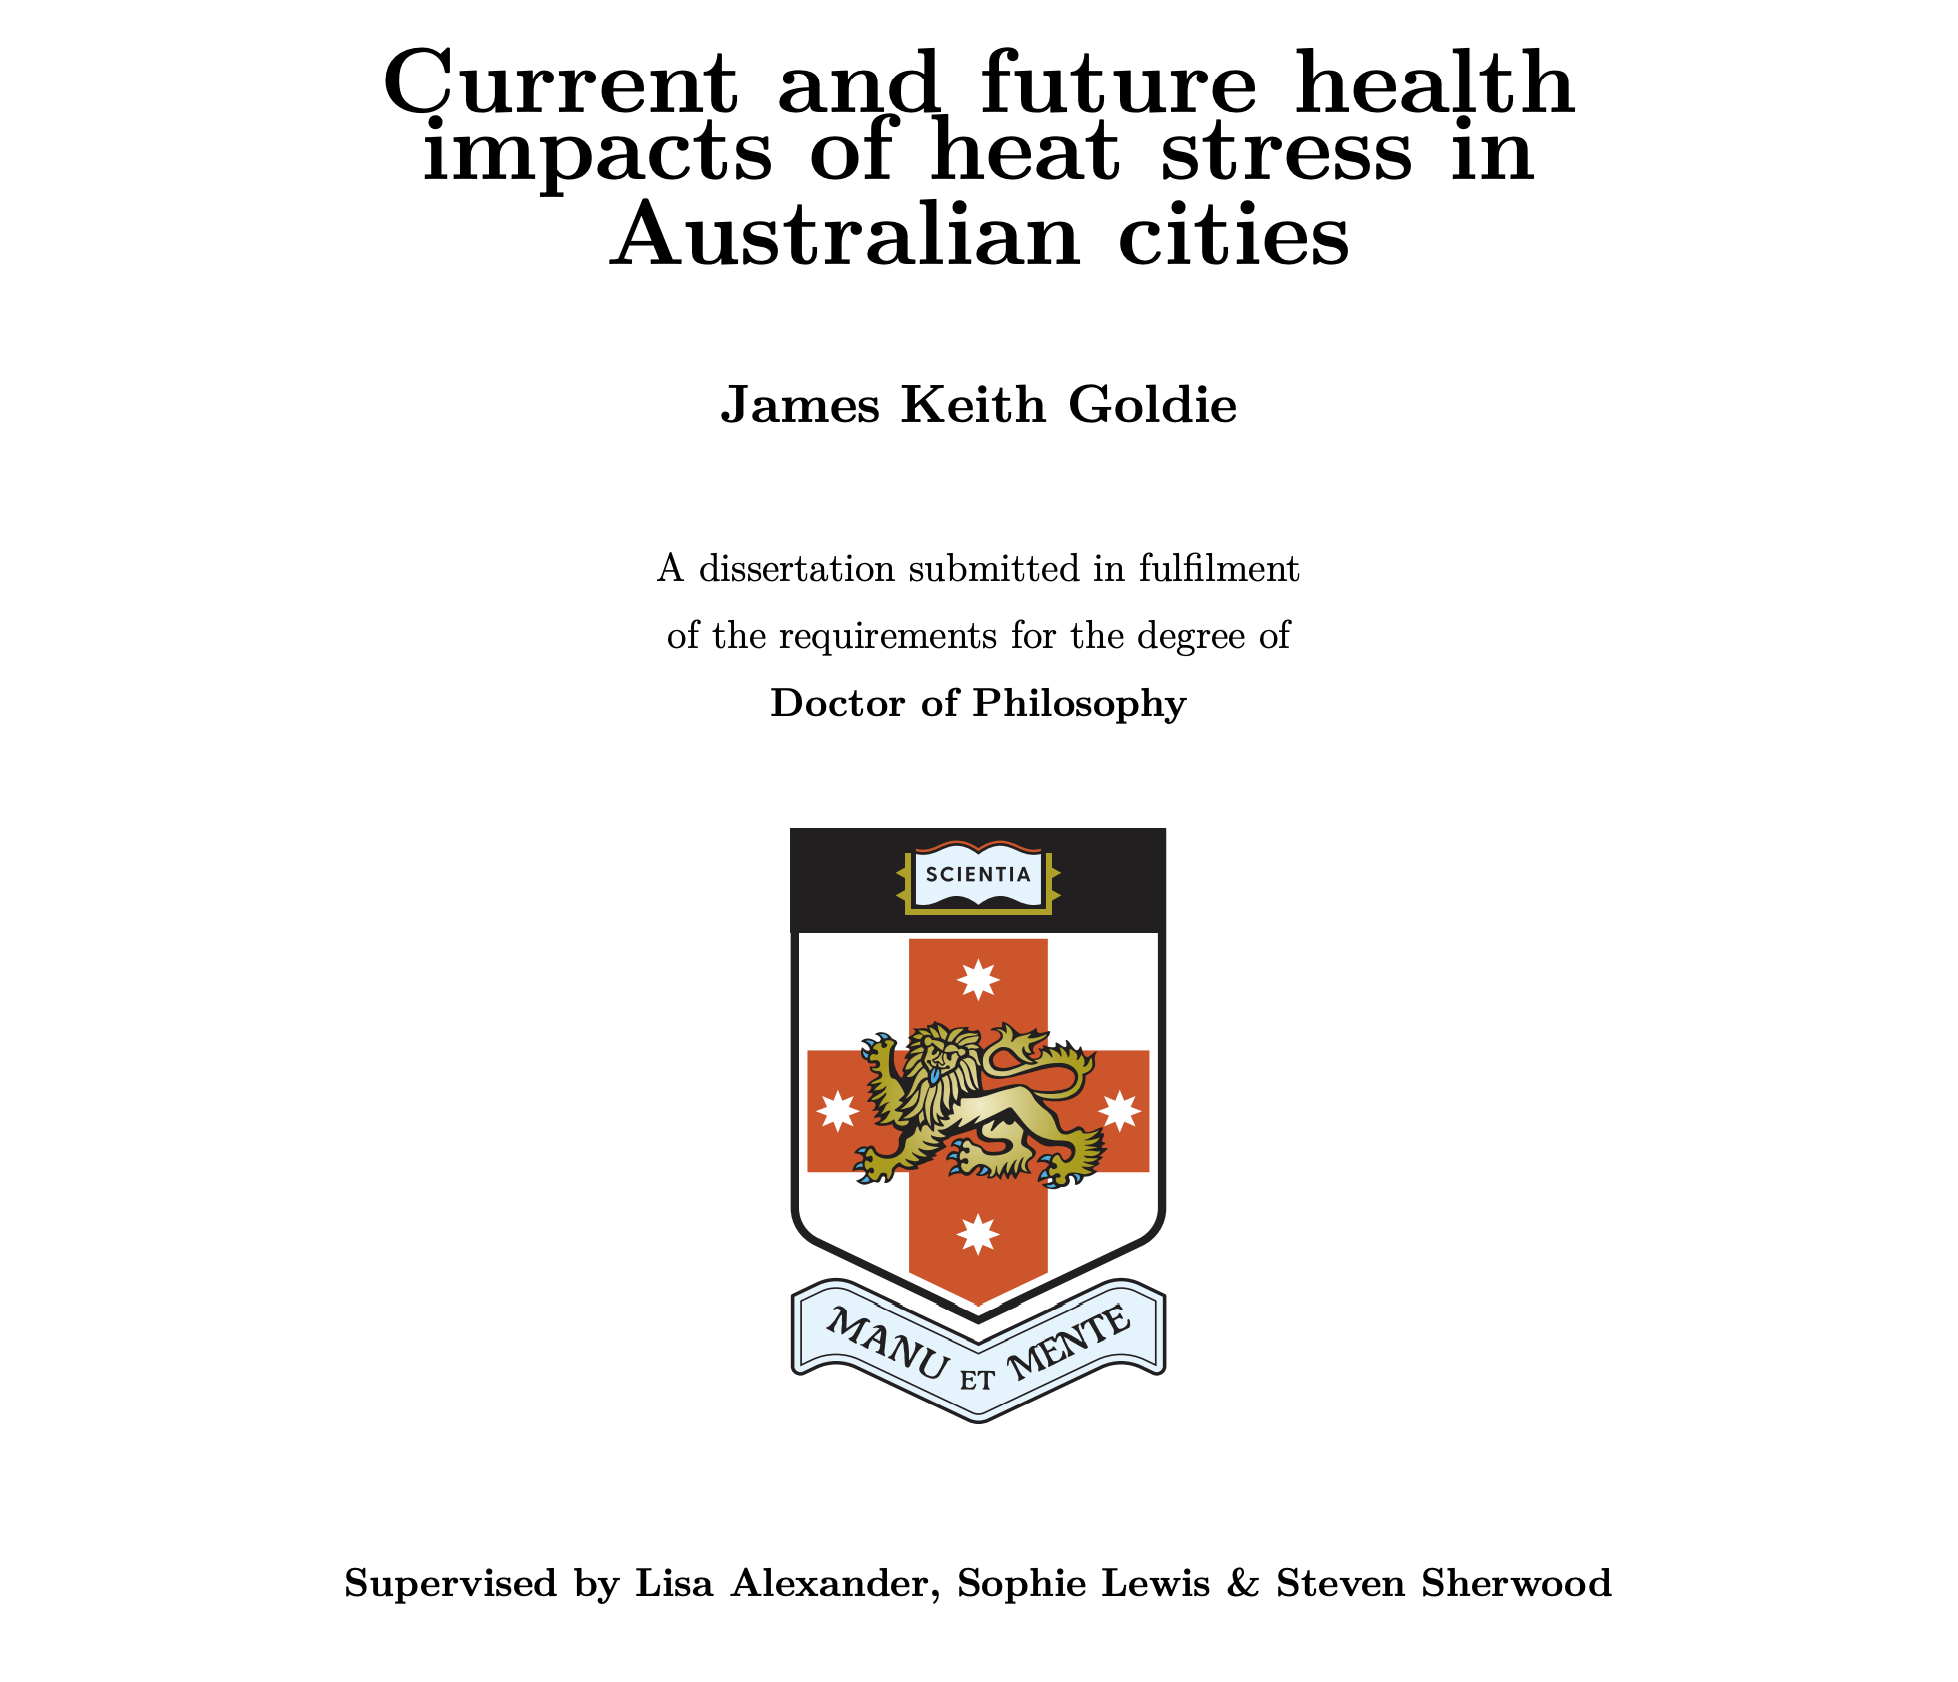 Current and future health
impacts of heat stress in
Australian cities
James Keith Goldie
A dissertation submitted in fulfilment
of the requirements for the degree of
Doctor of Philosophy
SCIENTIA
MANU ET MENTE
Supervised by Lisa Alexander, Sophie Lewis & Steven Sherwood